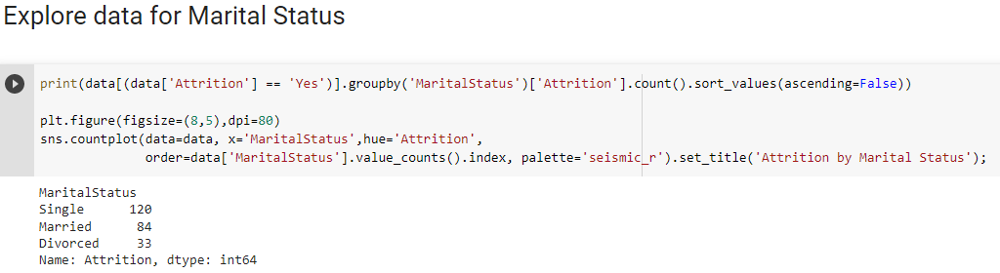 Explore data for Marital Status
print(data[(data['Attrition'] == 'Yes')].groupby('MaritalStatus')['Attrition'].count().sort_values(ascending=False))
plt.figure(figsize=(8,5),dpi=80)
sns.countplot(data=data, x='MaritalStatus',hue='Attrition',
order=data['MaritalStatus'].value_counts().index, palette='seismic_r').set_title('Attrition by Marital Status');
MaritalStatus
Single      120
Married      84
Divorced     33
Name: Attrition, dtype: int64